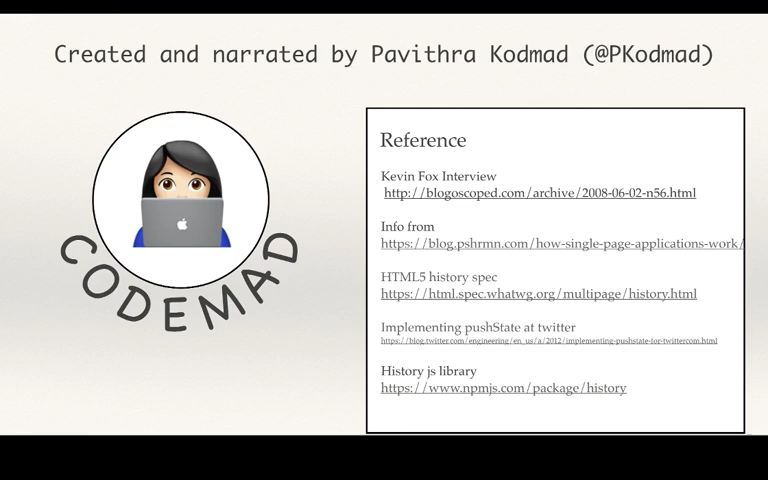 Created and narrated by Pavithra Kodmad (@PKodmad)
CODEMAD
Reference
Kevin Fox Interview
http://blogoscoped.com/archive/2008-06-02-n56.html
Info from
https://blog.pshrmn.com/how-single-page-applications-work/
HTML5 history spec
https://html.spec.whatwg.org/multipage/history.html
Implementing pushState at twitter
https://blog.twitter.com/engineering/en_us/a/2012/implementing-pushstate-for-twittercom.html
History js library
https://www.npmjs.com/package/history